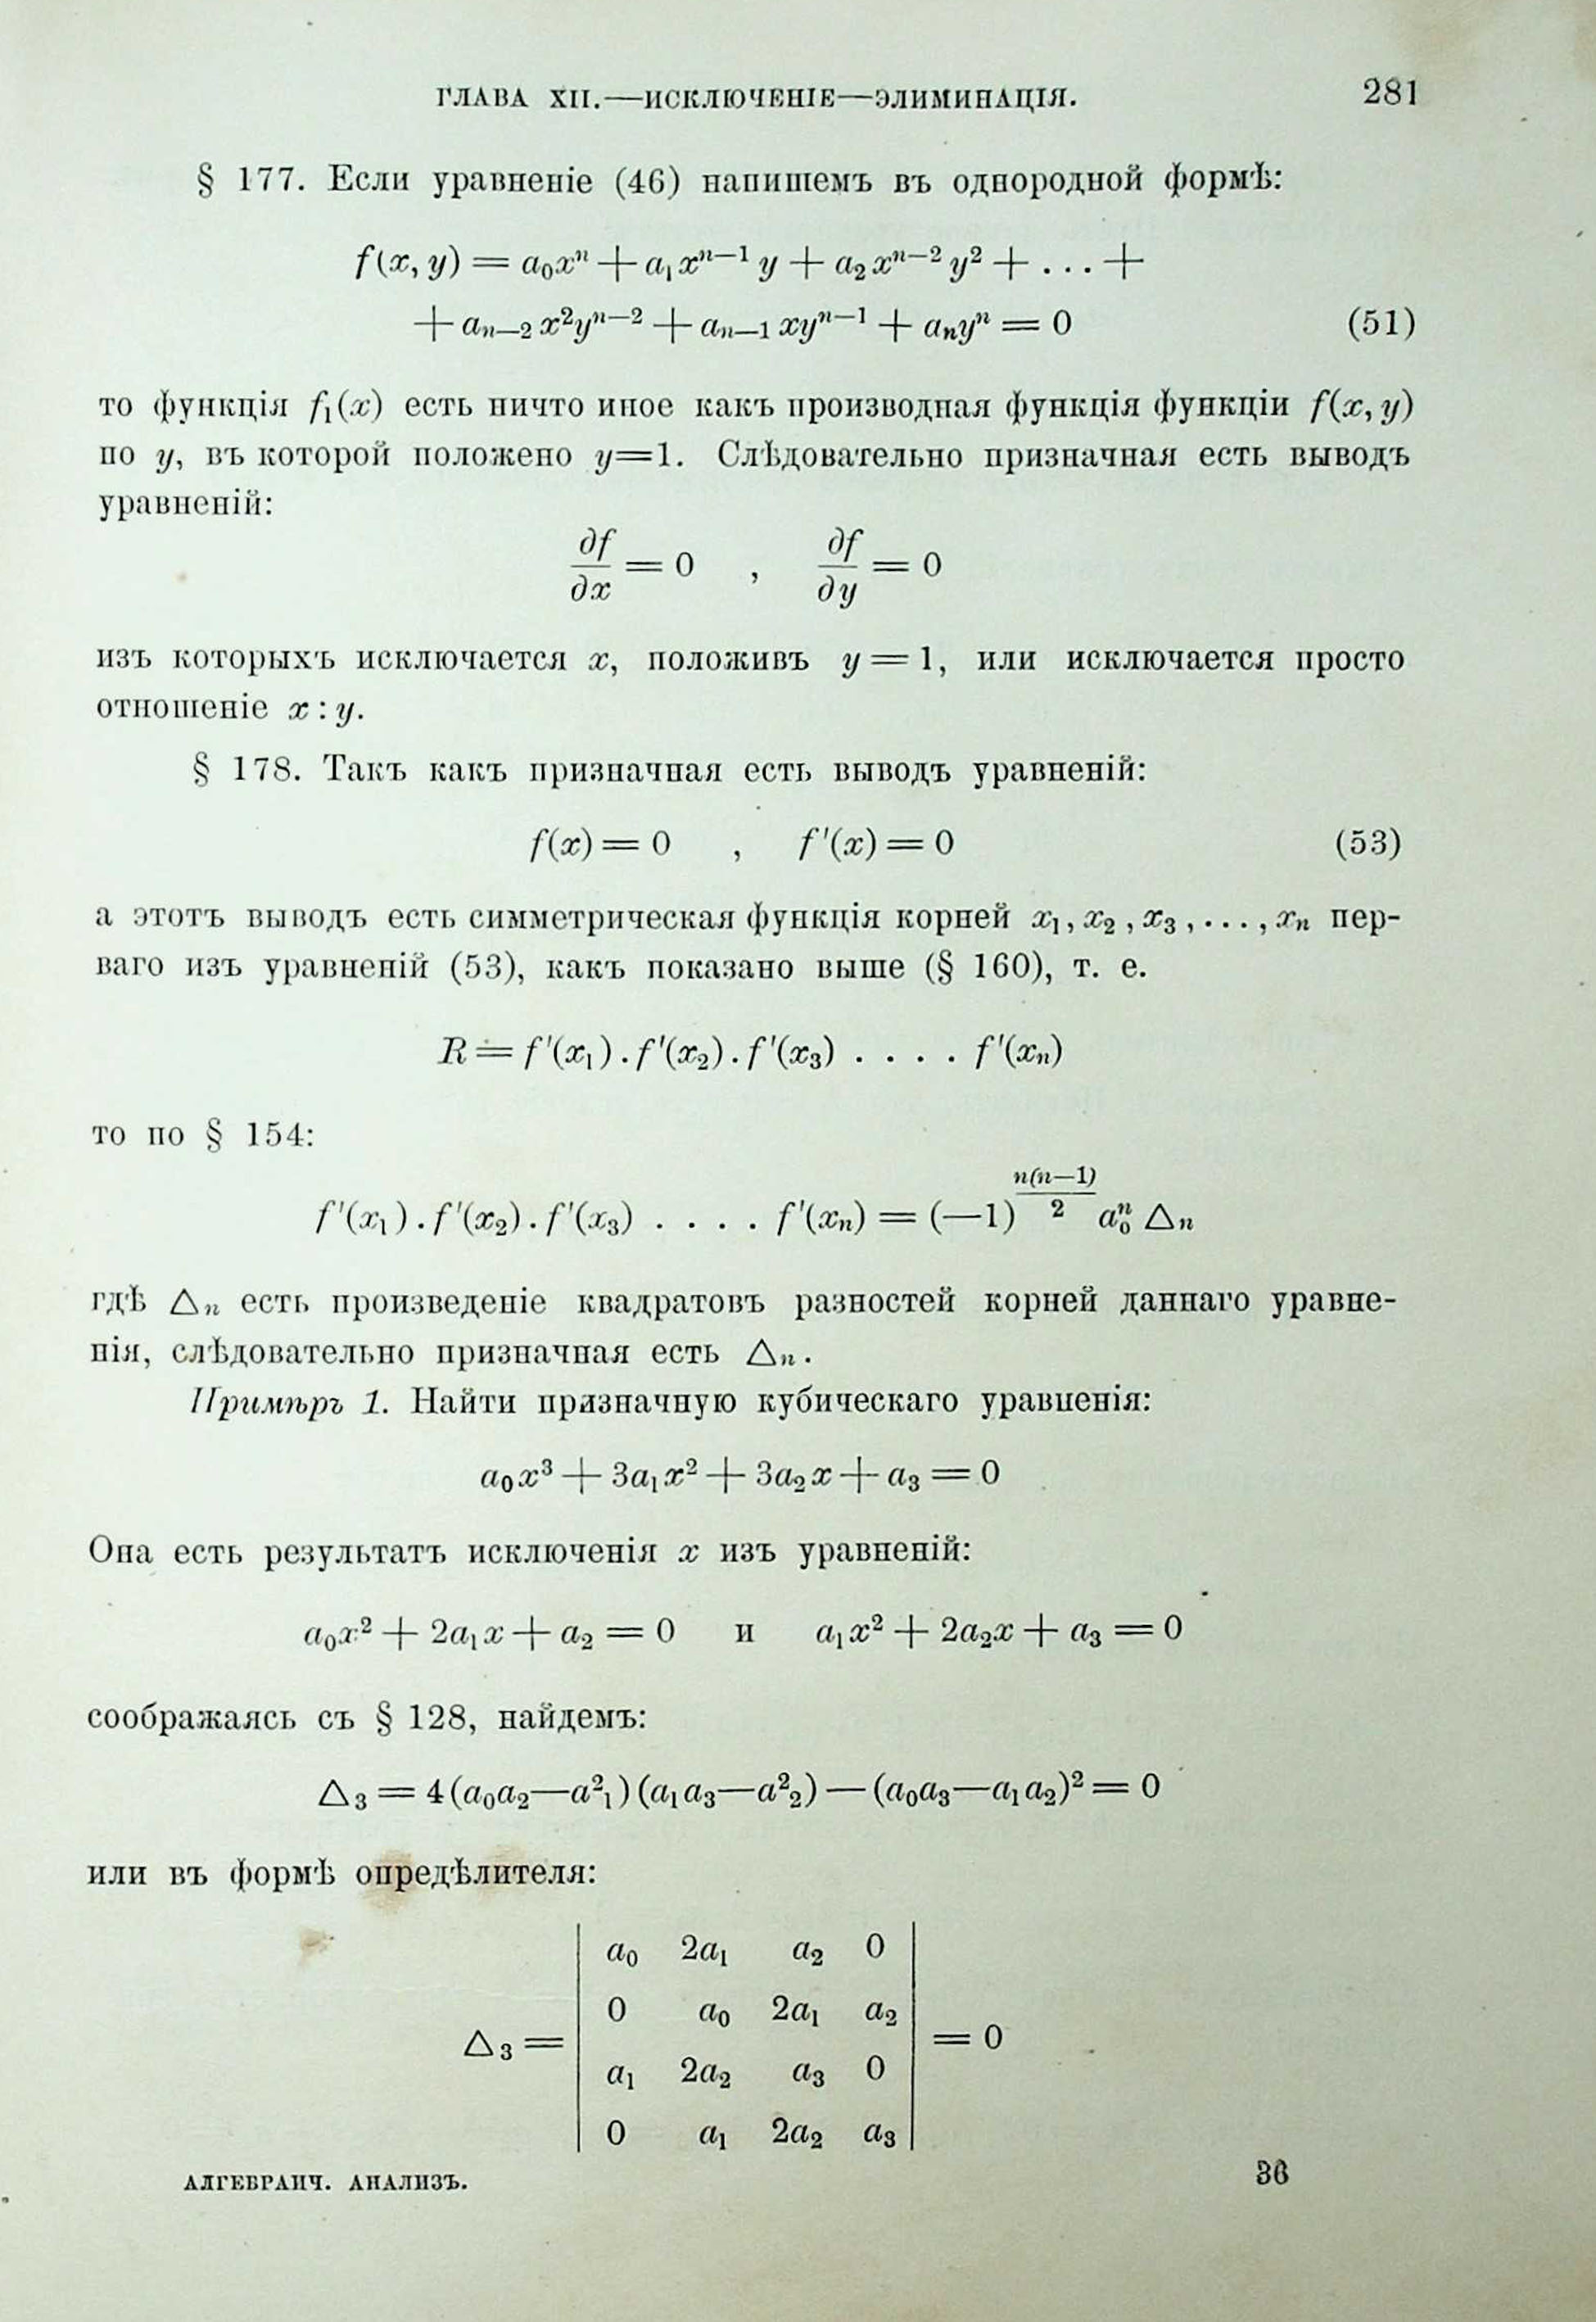 ГЛАВА XII.—ИСКЛЮЧЕНІЕ—ЭЛИМИНАЦІЯ. 281
§ 177. Если уравненіе (46) напишемъ въ однородной формѣ:
f(x, y) = a₀xⁿ + a₁xⁿ⁻¹y + a₂xⁿ⁻²y² + ... +
+ aₙ₋₂x²yⁿ⁻² + aₙ₋₁xyⁿ⁻¹ + aₙyⁿ = 0 (51)
то функція f₁(x) есть ничто иное какъ производная функція функціи f(x, y)
по y, въ которой положено y=1. Слѣдовательно призначная есть выводъ
уравненій:
∂f/∂x = 0 , ∂f/∂y = 0
изъ которыхъ исключается x, положивъ y = 1, или исключается просто
отношеніе x : y.
§ 178. Такъ какъ призначная есть выводъ уравненій:
f(x) = 0 , f'(x) = 0 (53)
а этотъ выводъ есть симметрическая функція корней x₁, x₂, x₃, ..., xₙ пер-
ваго изъ уравненій (53), какъ показано выше (§ 160), т. е.
R = f'(x₁) . f'(x₂) . f'(x₃) . . . . f'(xₙ)
то по § 154:
f'(x₁) . f'(x₂) . f'(x₃) . . . . f'(xₙ) = (—1)^(n(n—1)/2) a₀ⁿ Δₙ
гдѣ Δₙ есть произведеніе квадратовъ разностей корней даннаго уравне-
нія, слѣдовательно призначная есть Δₙ.
Примѣръ 1. Найти призначную кубическаго уравненія:
a₀x³ + 3a₁x² + 3a₂x + a₃ = 0
Она есть результатъ исключенія x изъ уравненій:
a₀x² + 2a₁x + a₂ = 0 и a₁x² + 2a₂x + a₃ = 0
соображаясь съ § 128, найдемъ:
Δ₃ = 4(a₀a₂—a²₁)(a₁a₃—a²₂) — (a₀a₃—a₁a₂)² = 0
или въ формѣ опредѣлителя:
a₀ 2a₁ a₂ 0
0 a₀ 2a₁ a₂
Δ₃ = = 0
a₁ 2a₂ a₃ 0
0 a₁ 2a₂ a₃
АЛГЕБРАИЧ. АНАЛИЗЪ. 36